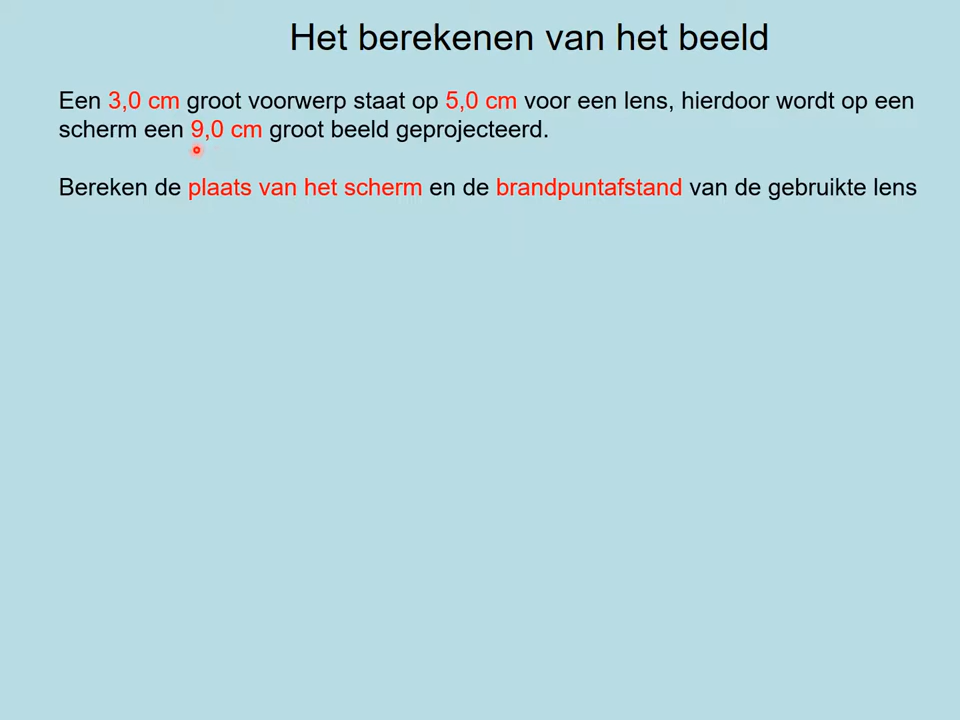 Het berekenen van het beeld
Een 3,0 cm groot voorwerp staat op 5,0 cm voor een lens, hierdoor wordt op een
scherm een 9,0 cm groot beeld geprojecteerd.
Bereken de plaats van het scherm en de brandpuntafstand van de gebruikte lens